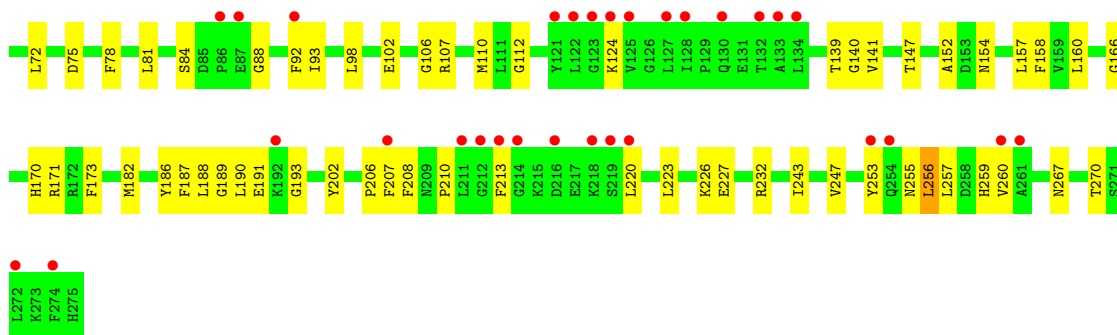 L72 D75 F78 L81 S84 D85 P86 E87 G88 F92 I93 L98 E102 G106 R107 M110 L111 G112 Y121 L122 G123 K124 V125 G126 L127 I128 P129 Q130 E131 T132 A133 L134 T139 G140 V141 T147 A152 D153 N154 L157 F158 V159 L160 G166
H170 R171 R172 F173 M182 Y186 F187 L188 G189 L190 E191 K192 G193 Y202 P206 F207 F208 N209 P210 L211 G212 F213 G214 K215 D216 E217 K218 S219 L220 L223 K226 E227 R232 I243 V247 Y253 Q254 N255 L256 L257 D258 H259 V260 A261 N267 T270 S271
L272 K273 F274 H275